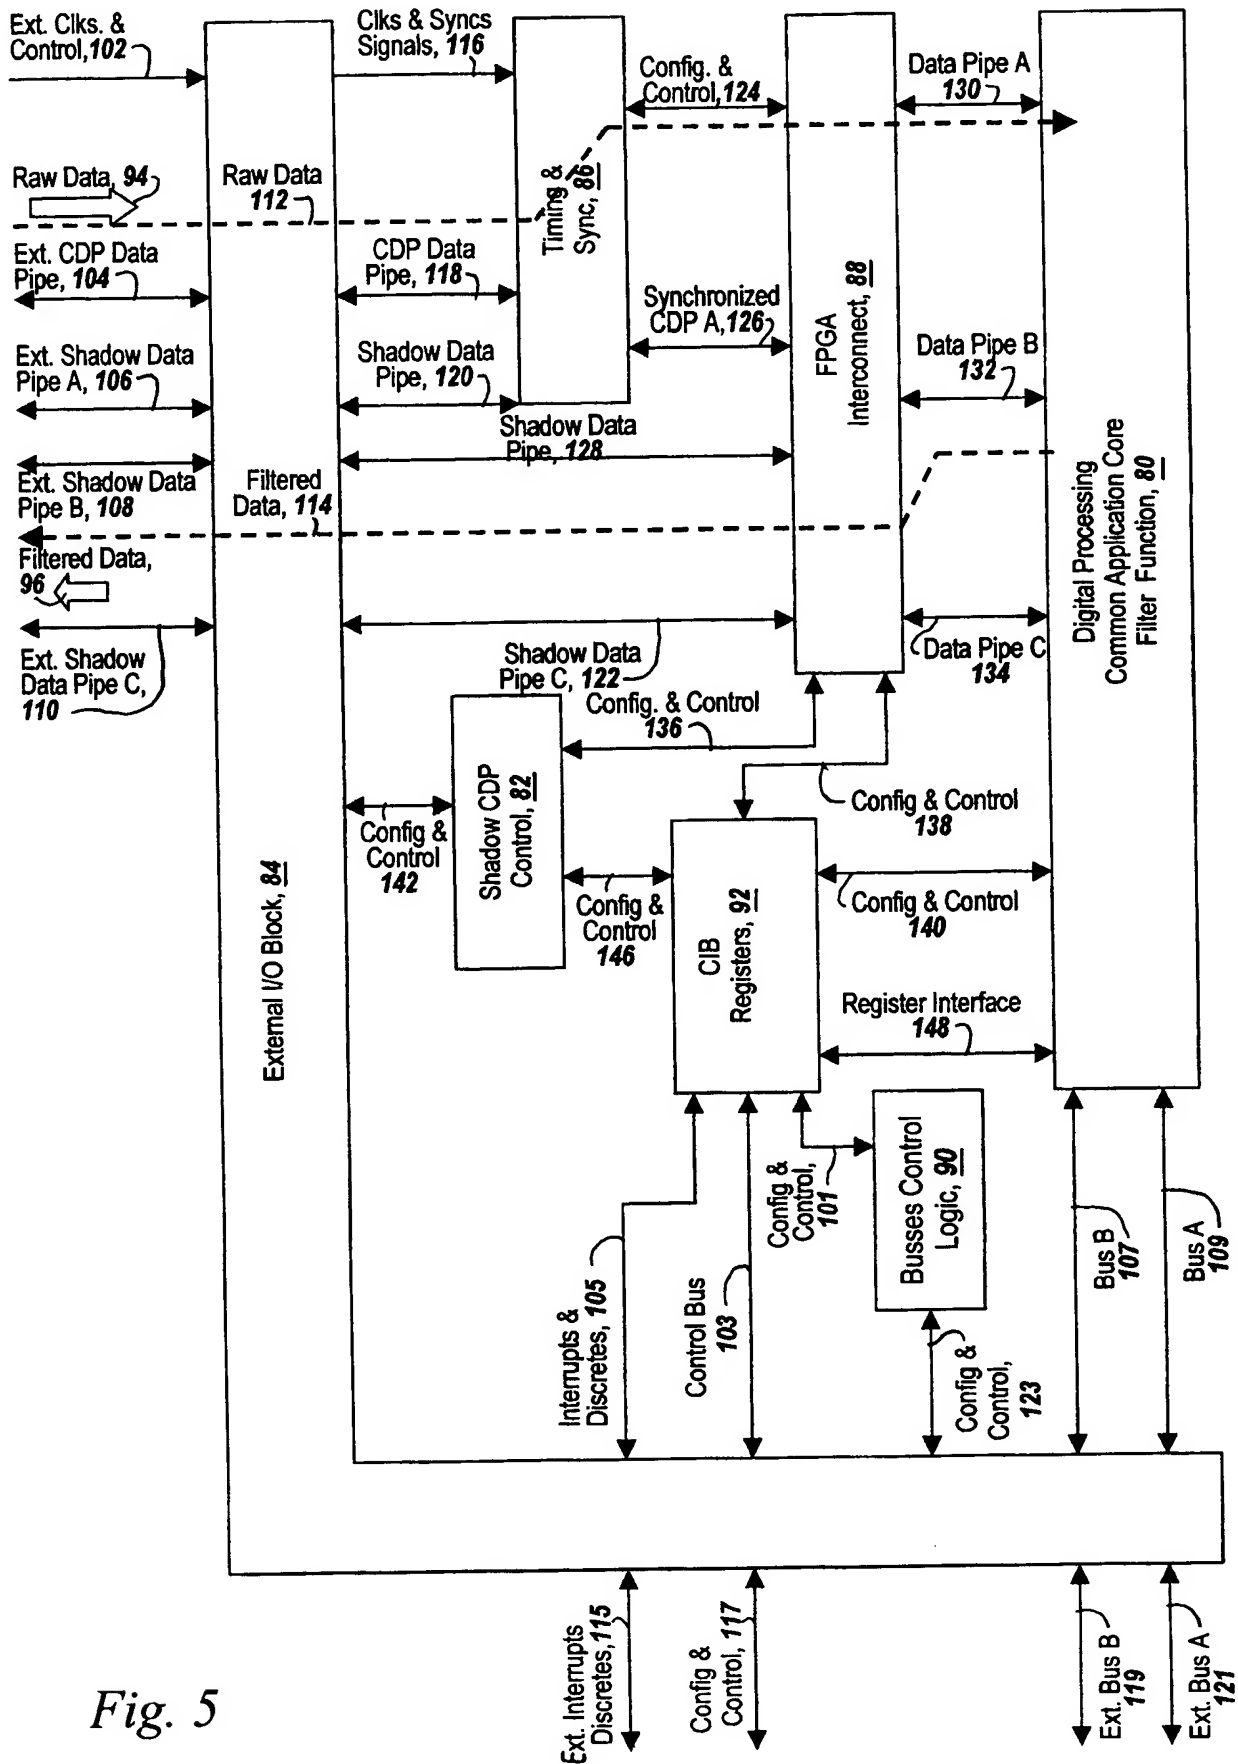 Ext. Clks. &
Control, 102
Clks & Syncs
Signals, 116
Config. &
Control, 124
Data Pipe A
130
Raw Data, 94
Raw Data
112
Timing &
Sync, 86
Ext. CDP Data
Pipe, 104
CDP Data
Pipe, 118
Synchronized
CDP A, 126
FPGA
Interconnect, 88
Data Pipe B
132
Ext. Shadow Data
Pipe A, 106
Shadow Data
Pipe, 120
Shadow Data
Pipe, 128
Ext. Shadow Data
Pipe B, 108
Filtered
Data, 114
Digital Processing
Common Application Core
Filter Function, 80
Filtered Data,
96
Ext. Shadow
Data Pipe C,
110
Shadow Data
Pipe C, 122
Data Pipe C
134
Config. & Control
136
Config & Control
138
Shadow CDP
Control, 82
Config &
Control
142
Config &
Control
146
CIB
Registers, 92
Config & Control
140
External I/O Block, 84
Register Interface
148
Config &
Control,
101
Busses Control
Logic, 90
Interrupts &
Discretes, 105
Control Bus
103
Config &
Control,
123
Bus B
107
Bus A
109
Ext. Interrupts
Discretes, 115
Config &
Control, 117
Ext. Bus B
119
Ext. Bus A
121
Fig. 5